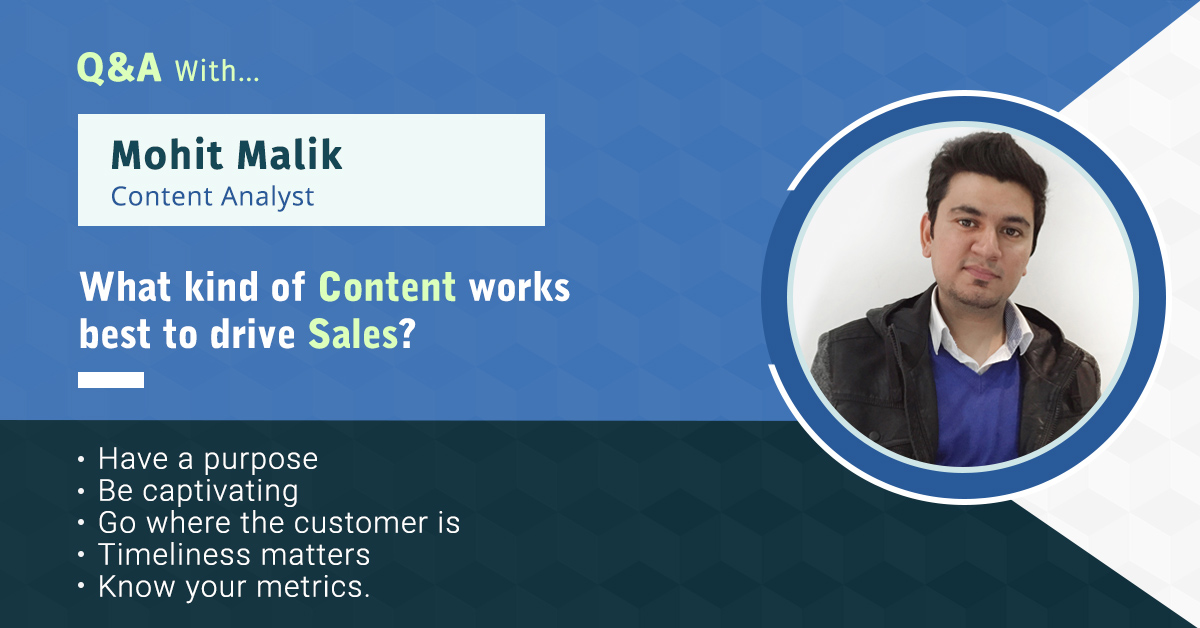 Q&A With...
Mohit Malik
Content Analyst
What kind of Content works
best to drive Sales?
• Have a purpose
• Be captivating
• Go where the customer is
• Timeliness matters
• Know your metrics.